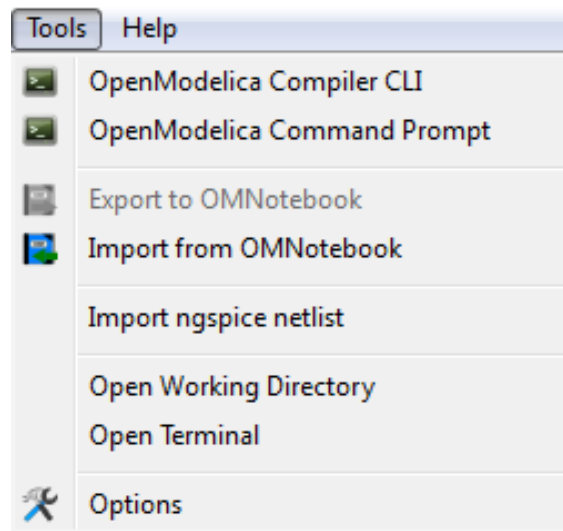 Tools Help
OpenModelica Compiler CLI
OpenModelica Command Prompt
Export to OMNotebook
Import from OMNotebook
Import ngspice netlist
Open Working Directory
Open Terminal
Options